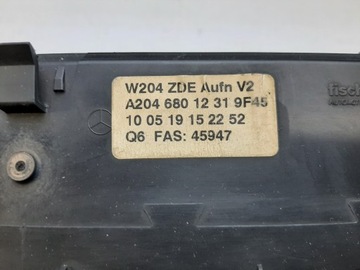 W204 ZDE Aufn V2
A204 680 12 31 9F45
10 05 19 15 22 52
Q6 FAS: 45947
fisch